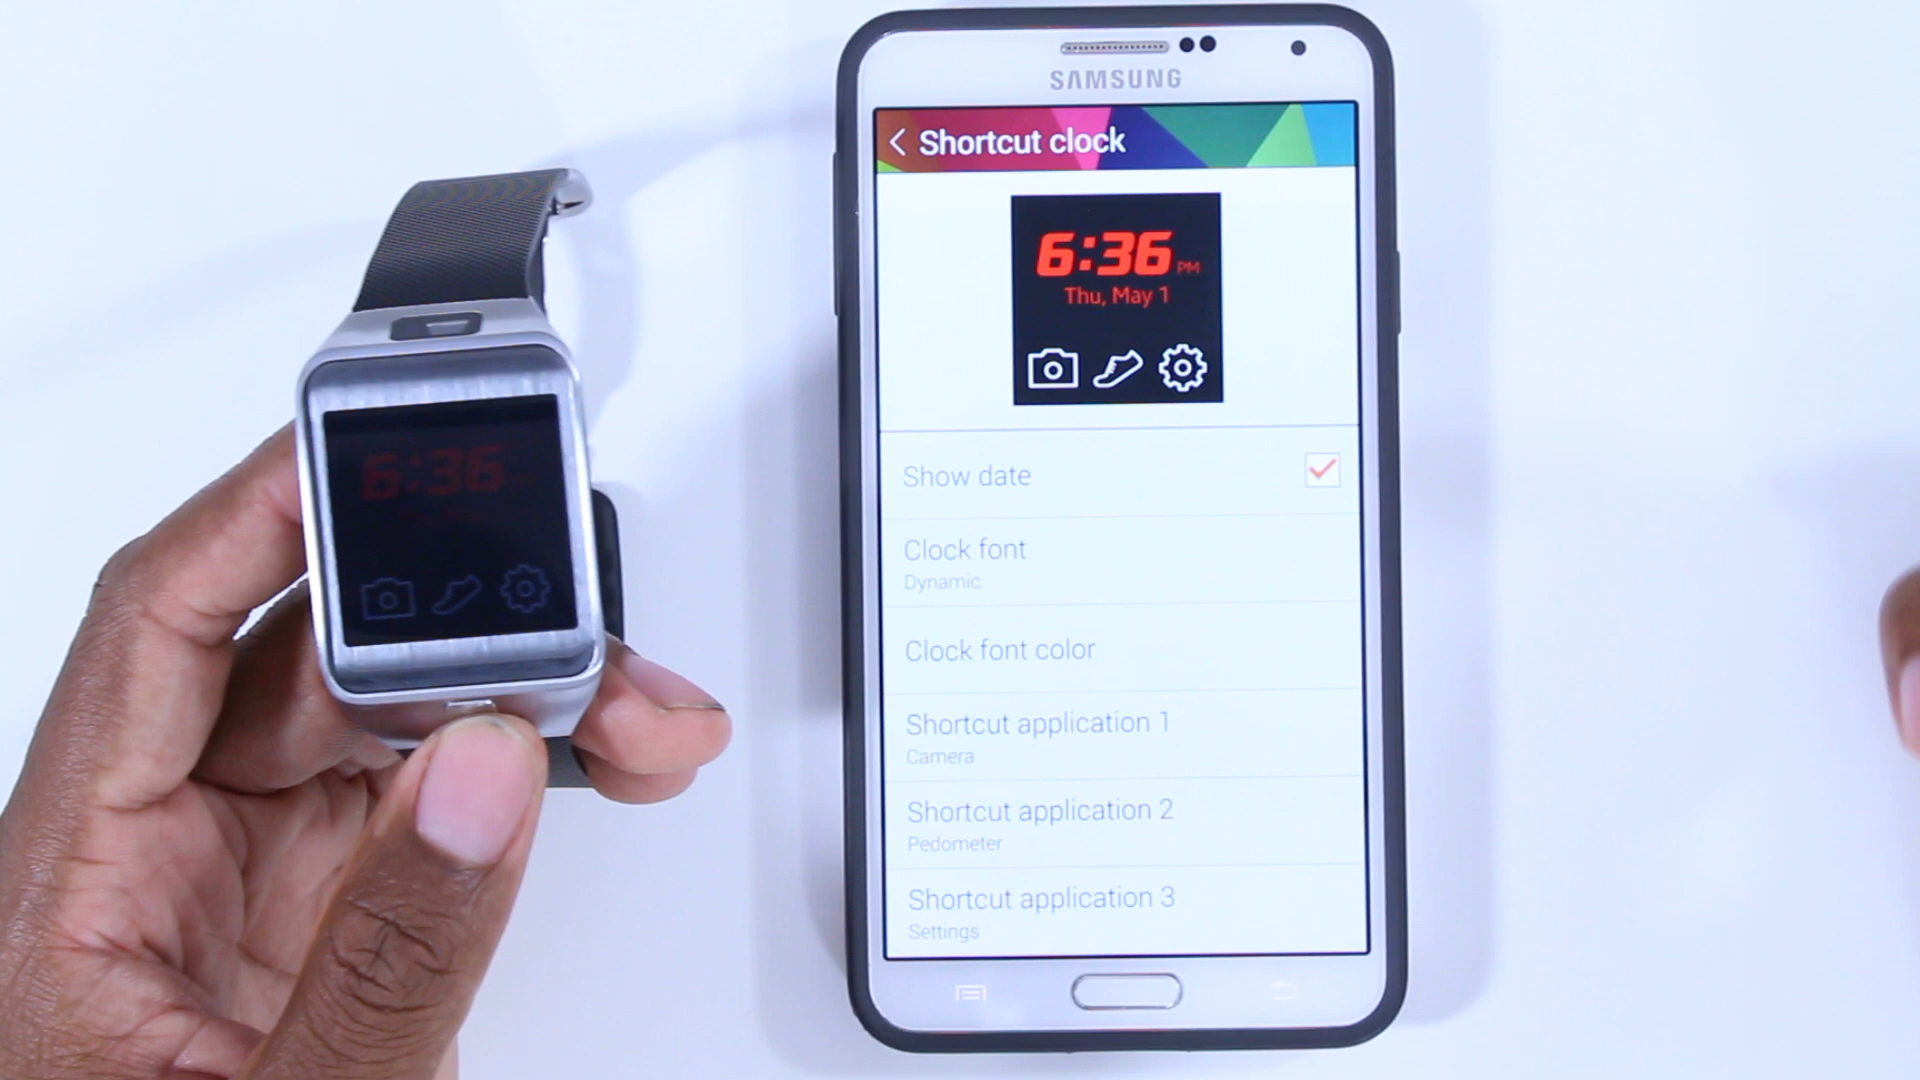 SAMSUNG
Shortcut clock
6:36 PM
Thu, May 1
Show date
Clock font
Dynamic
Clock font color
Shortcut application 1
Camera
Shortcut application 2
Pedometer
Shortcut application 3
Settings
6:36